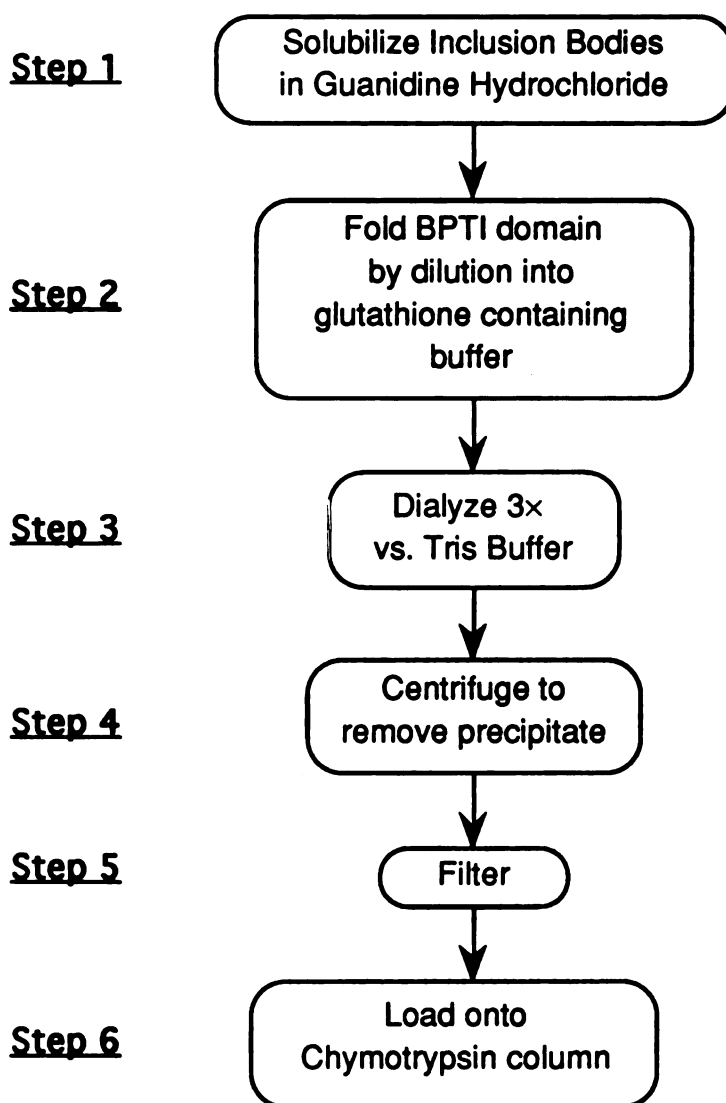 Step 1
Solubilize Inclusion Bodies
in Guanidine Hydrochloride
Step 2
Fold BPTI domain
by dilution into
glutathione containing
buffer
Step 3
Dialyze 3×
vs. Tris Buffer
Step 4
Centrifuge to
remove precipitate
Step 5
Filter
Step 6
Load onto
Chymotrypsin column